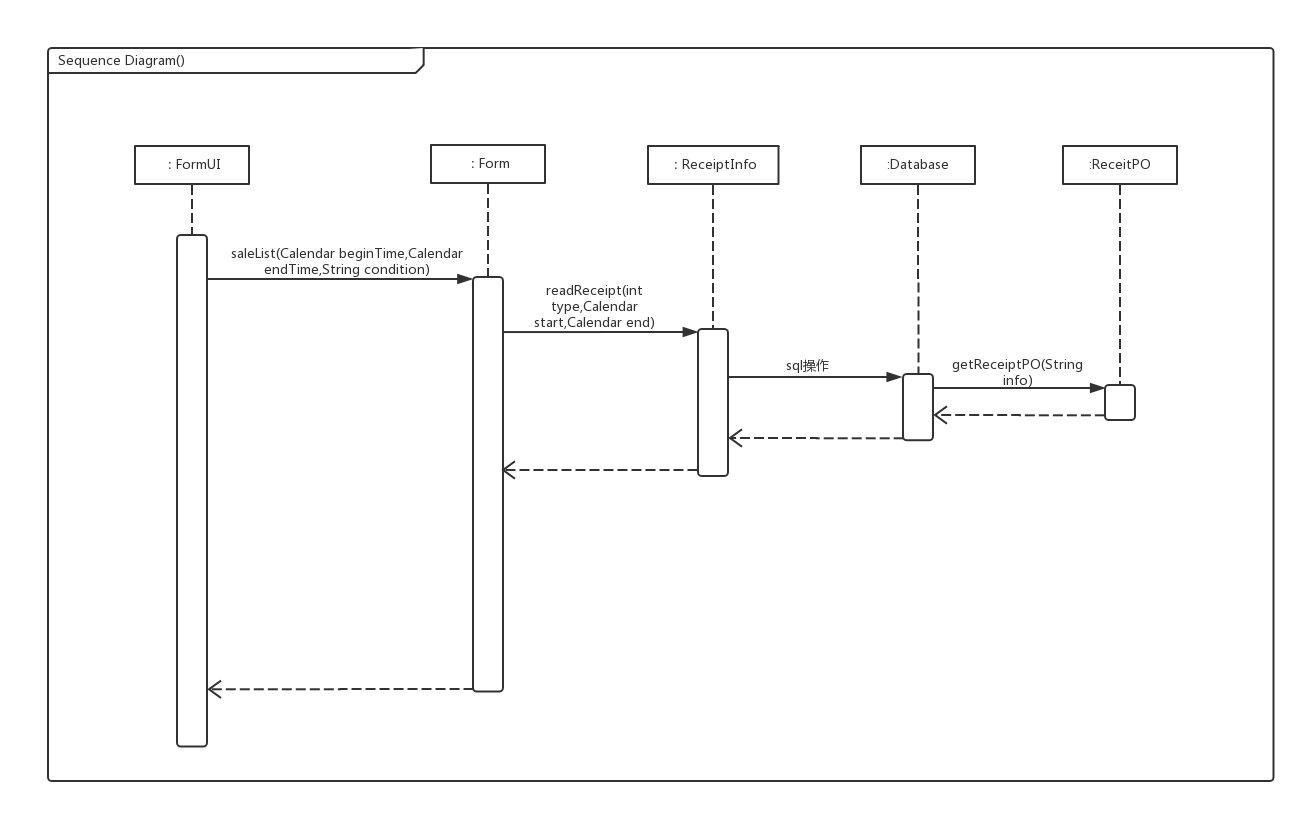 Sequence Diagram()
: FormUI
: Form
: ReceiptInfo
:Database
:ReceitPO
saleList(Calendar beginTime,Calendar
endTime,String condition)
readReceipt(int
type,Calendar
start,Calendar end)
sql操作
getReceiptPO(String
info)